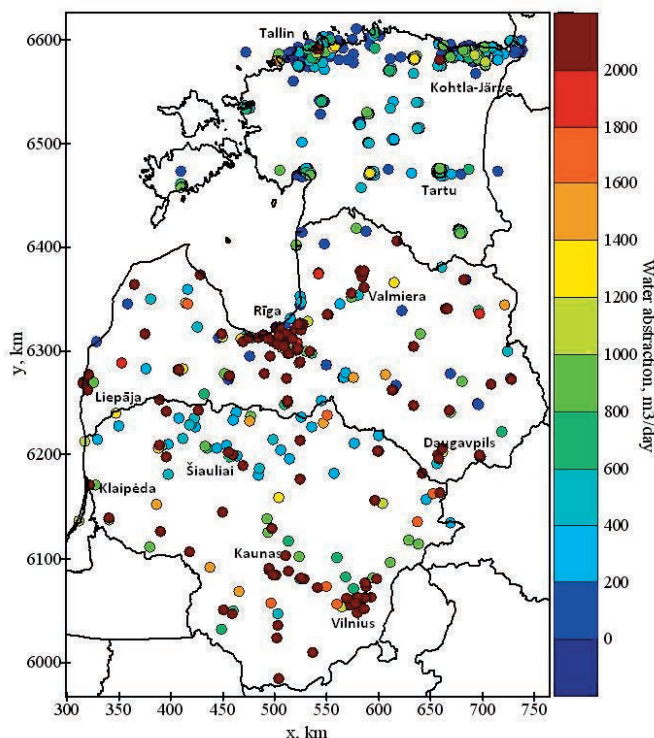 Tallin
Kohtla-Järve
Tartu
Valmiera
Rīga
Liepāja
Daugavpils
Šiauliai
Klaipėda
Kaunas
Vilnius
6600
6500
6400
6300
6200
6100
6000
y, km
300 350 400 450 500 550 600 650 700 750
x, km
2000
1800
1600
1400
1200
1000
800
600
400
200
0
Water abstraction, m3/day